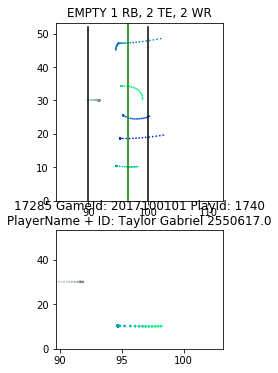 EMPTY 1 RB, 2 TE, 2 WR
50
40
30
20
10
0
90 100 110
17285 GameId: 2017100101 PlayId: 1740
PlayerName + ID: Taylor Gabriel 2550617.0
40
20
0
90 95 100